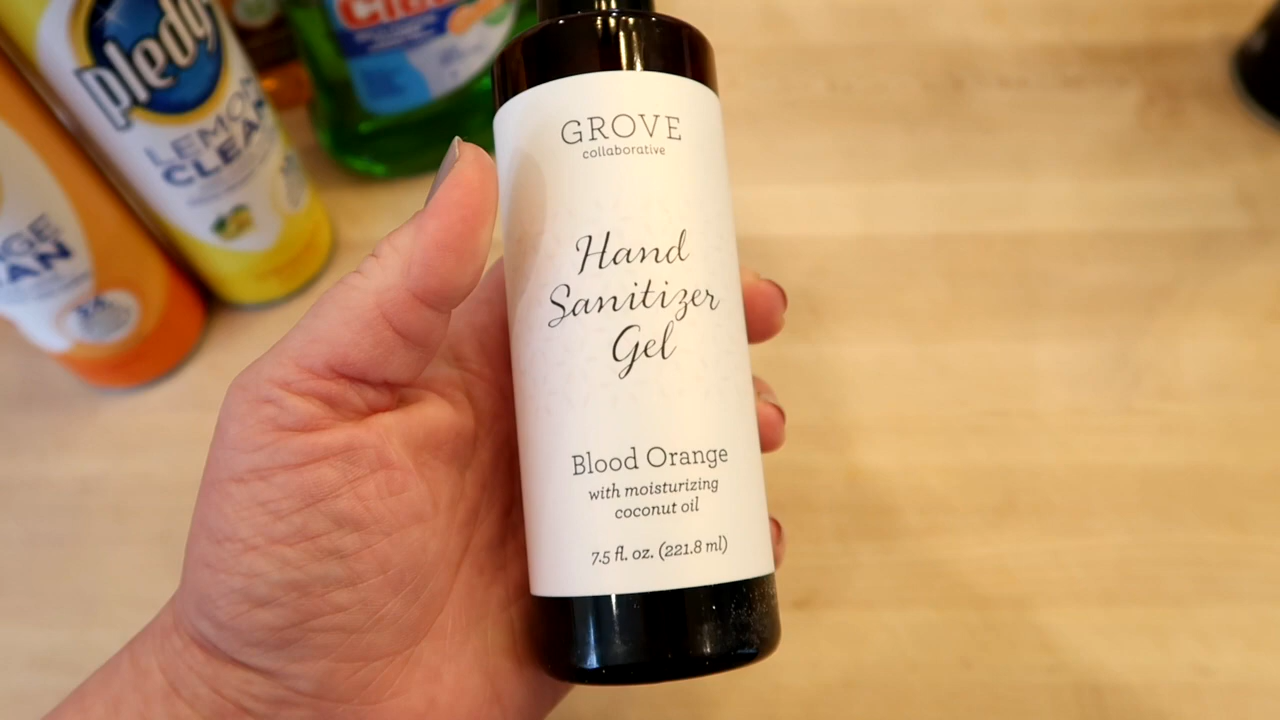 pledge
LEMON
CLEAN
GROVE
collaborative
Hand
Sanitizer
Gel
Blood Orange
with moisturizing
coconut oil
7.5 fl. oz. (221.8 ml)